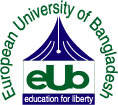 European University of Bangladesh
eUb
education for liberty